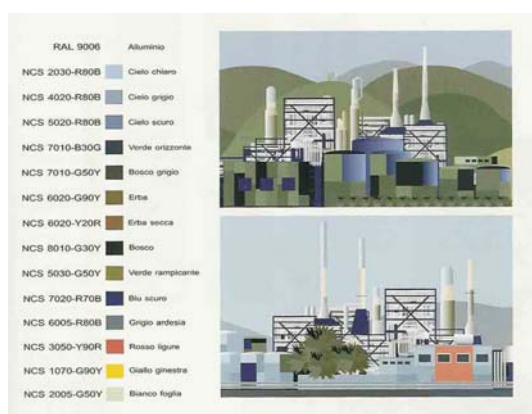 RAL 9006 Alluminio
NCS 2030-R80B Cielo chiaro
NCS 4020-R80B Cielo grigio
NCS 5020-R80B Cielo scuro
NCS 7010-B30G Verde orizzonte
NCS 7010-G50Y Bosco grigio
NCS 6020-G90Y Erba
NCS 6020-Y20R Erba secca
NCS 8010-G30Y Bosco
NCS 5030-G50Y Verde rampicante
NCS 7020-R70B Blu scuro
NCS 6005-R80B Grigio ardesia
NCS 3050-Y90R Rosso ligure
NCS 1070-G90Y Giallo ginestra
NCS 2005-G50Y Bianco foglia